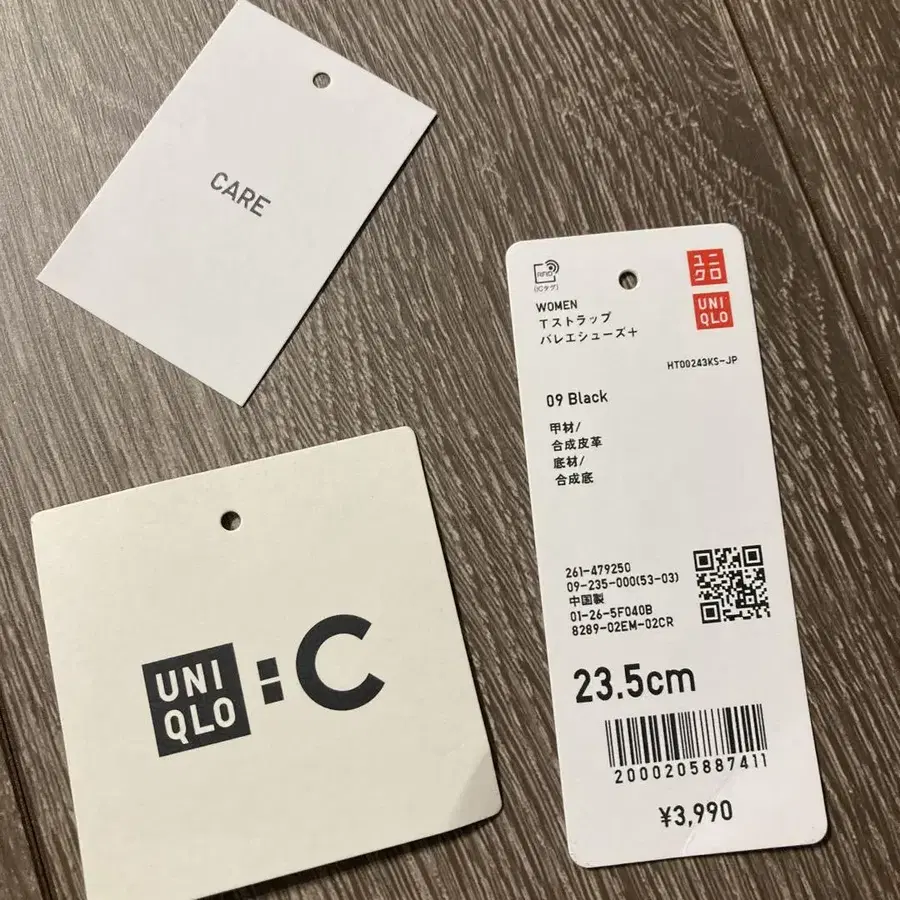 CARE
UNI
QLO
:C
RFID
(ICタグ)
ユニ
クロ
UNI
QLO
WOMEN
Tストラップ
バレエシューズ+
HT00243KS-JP
09 Black
甲材/
合成皮革
底材/
合成底
261-479250
09-235-000(53-03)
中国製
01-26-5F040B
8289-02EM-02CR
23.5cm
2000205887411
¥3,990